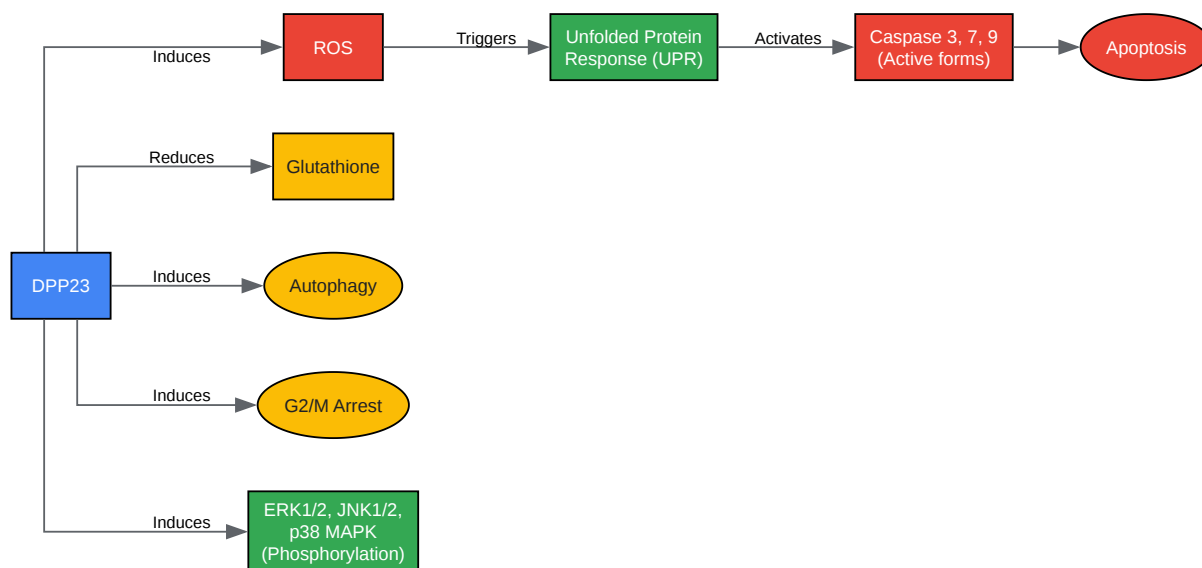 Induces
ROS
Triggers
Unfolded Protein
Response (UPR)
Activates
Caspase 3, 7, 9
(Active forms)
Apoptosis
Reduces
Glutathione
DPP23
Induces
Autophagy
Induces
G2/M Arrest
Induces
ERK1/2, JNK1/2,
p38 MAPK
(Phosphorylation)